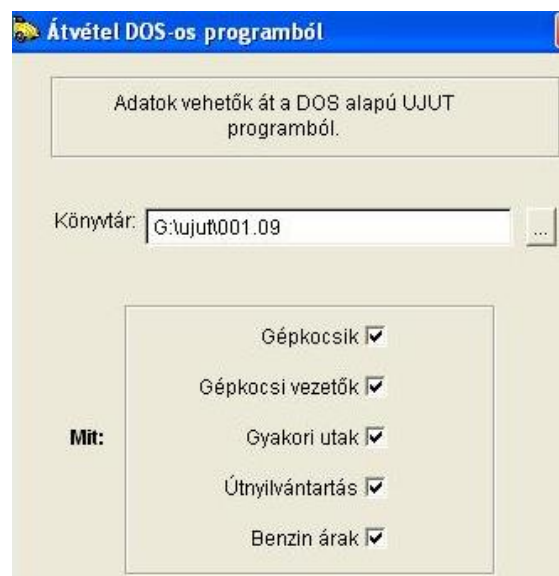 Átvétel DOS-os programból
Adatok vehetők át a DOS alapú UJUT
programból.
Könyvtár: G:\ujut\001.09 ...
Gépkocsik
Gépkocsi vezetők
Mit: Gyakori utak
Útnyilvántartás
Benzin árak